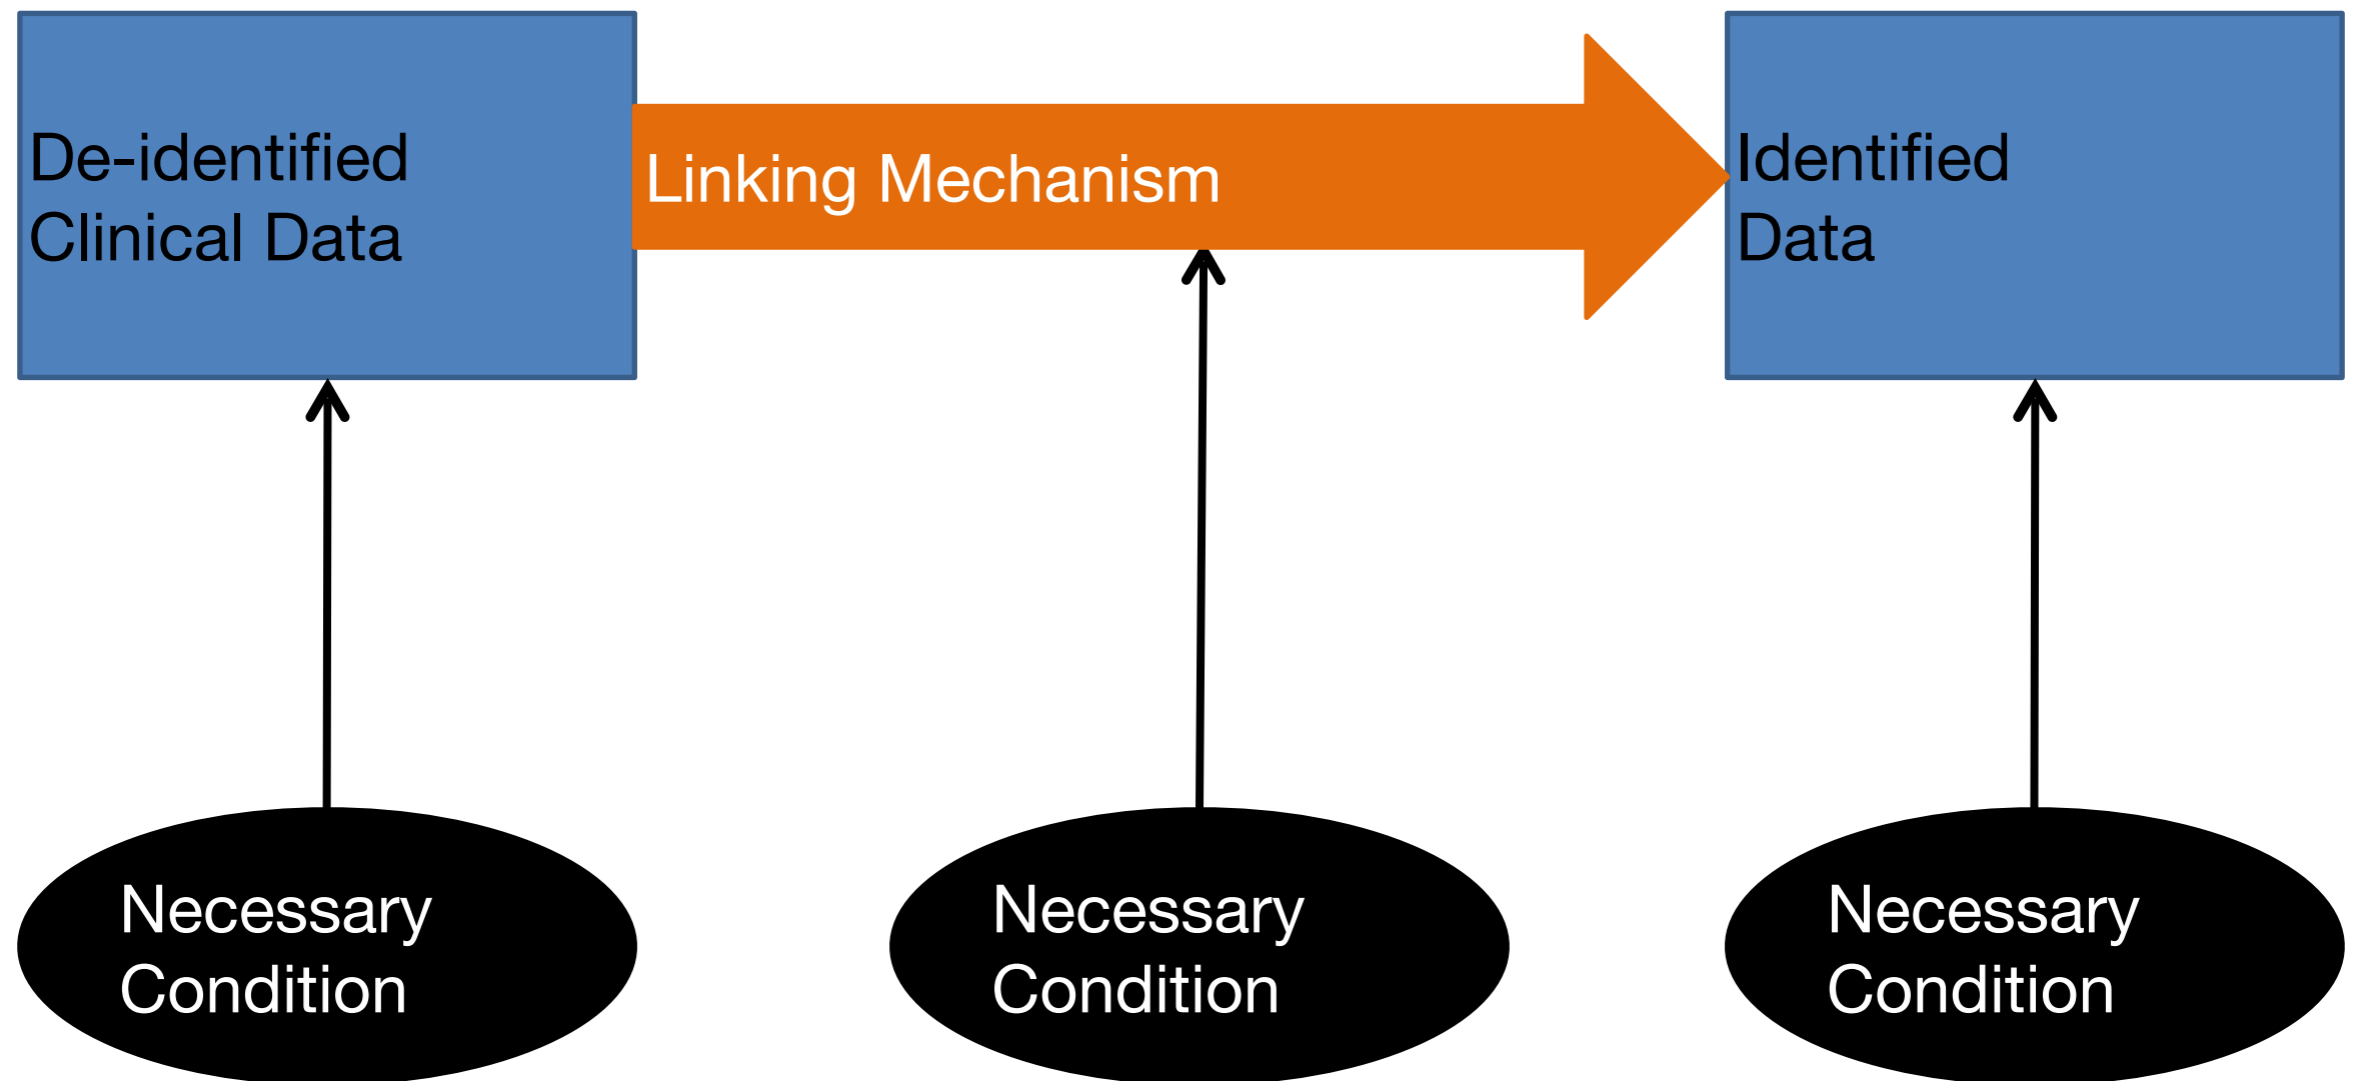 De-identified
Clinical Data
Linking Mechanism
Identified
Data
Necessary
Condition
Necessary
Condition
Necessary
Condition